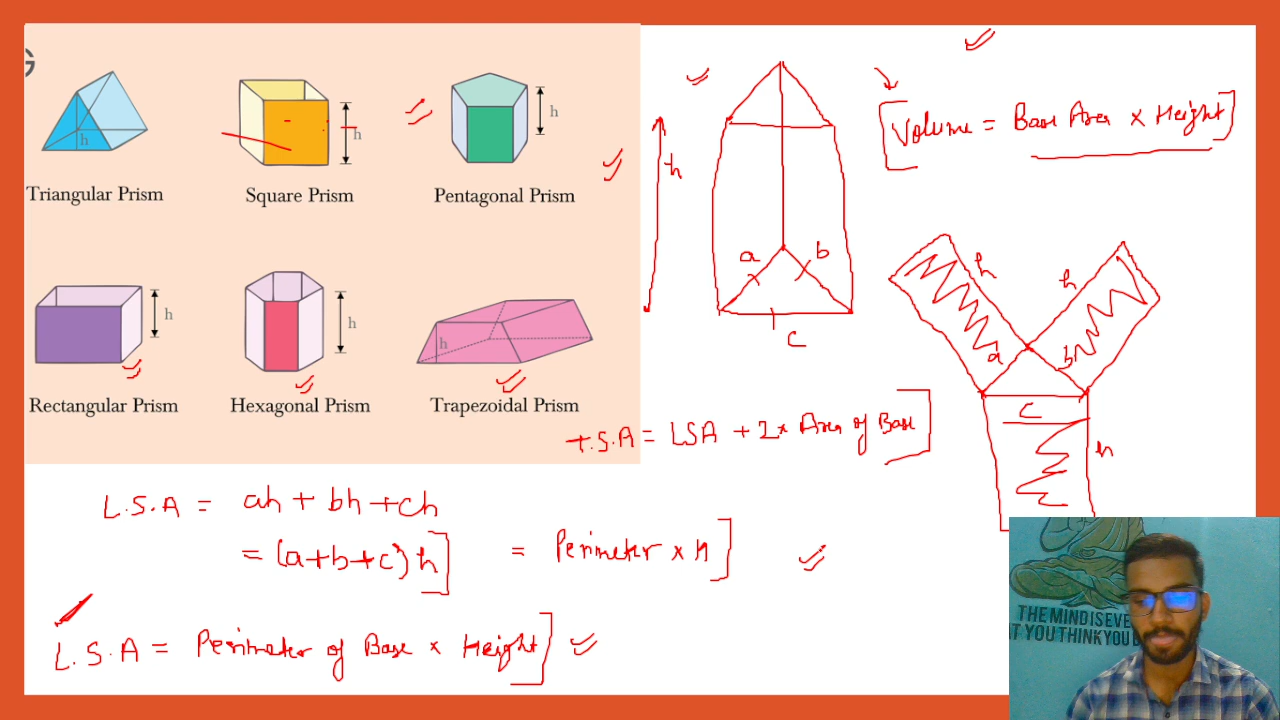 G
h
Triangular Prism
h
Square Prism
h
Pentagonal Prism
h
Rectangular Prism
h
Hexagonal Prism
h
Trapezoidal Prism
h
a
b
c
Volume = Base Area × Height
h
h
a
b
c
h
T.S.A = LSA + 2 * Area of Base
L.S.A = ah + bh + ch
= (a+b+c) h = Perimeter × h
L.S.A = Perimeter of Base × Height
THE MIND IS EVE
AT YOU THINK YOU B